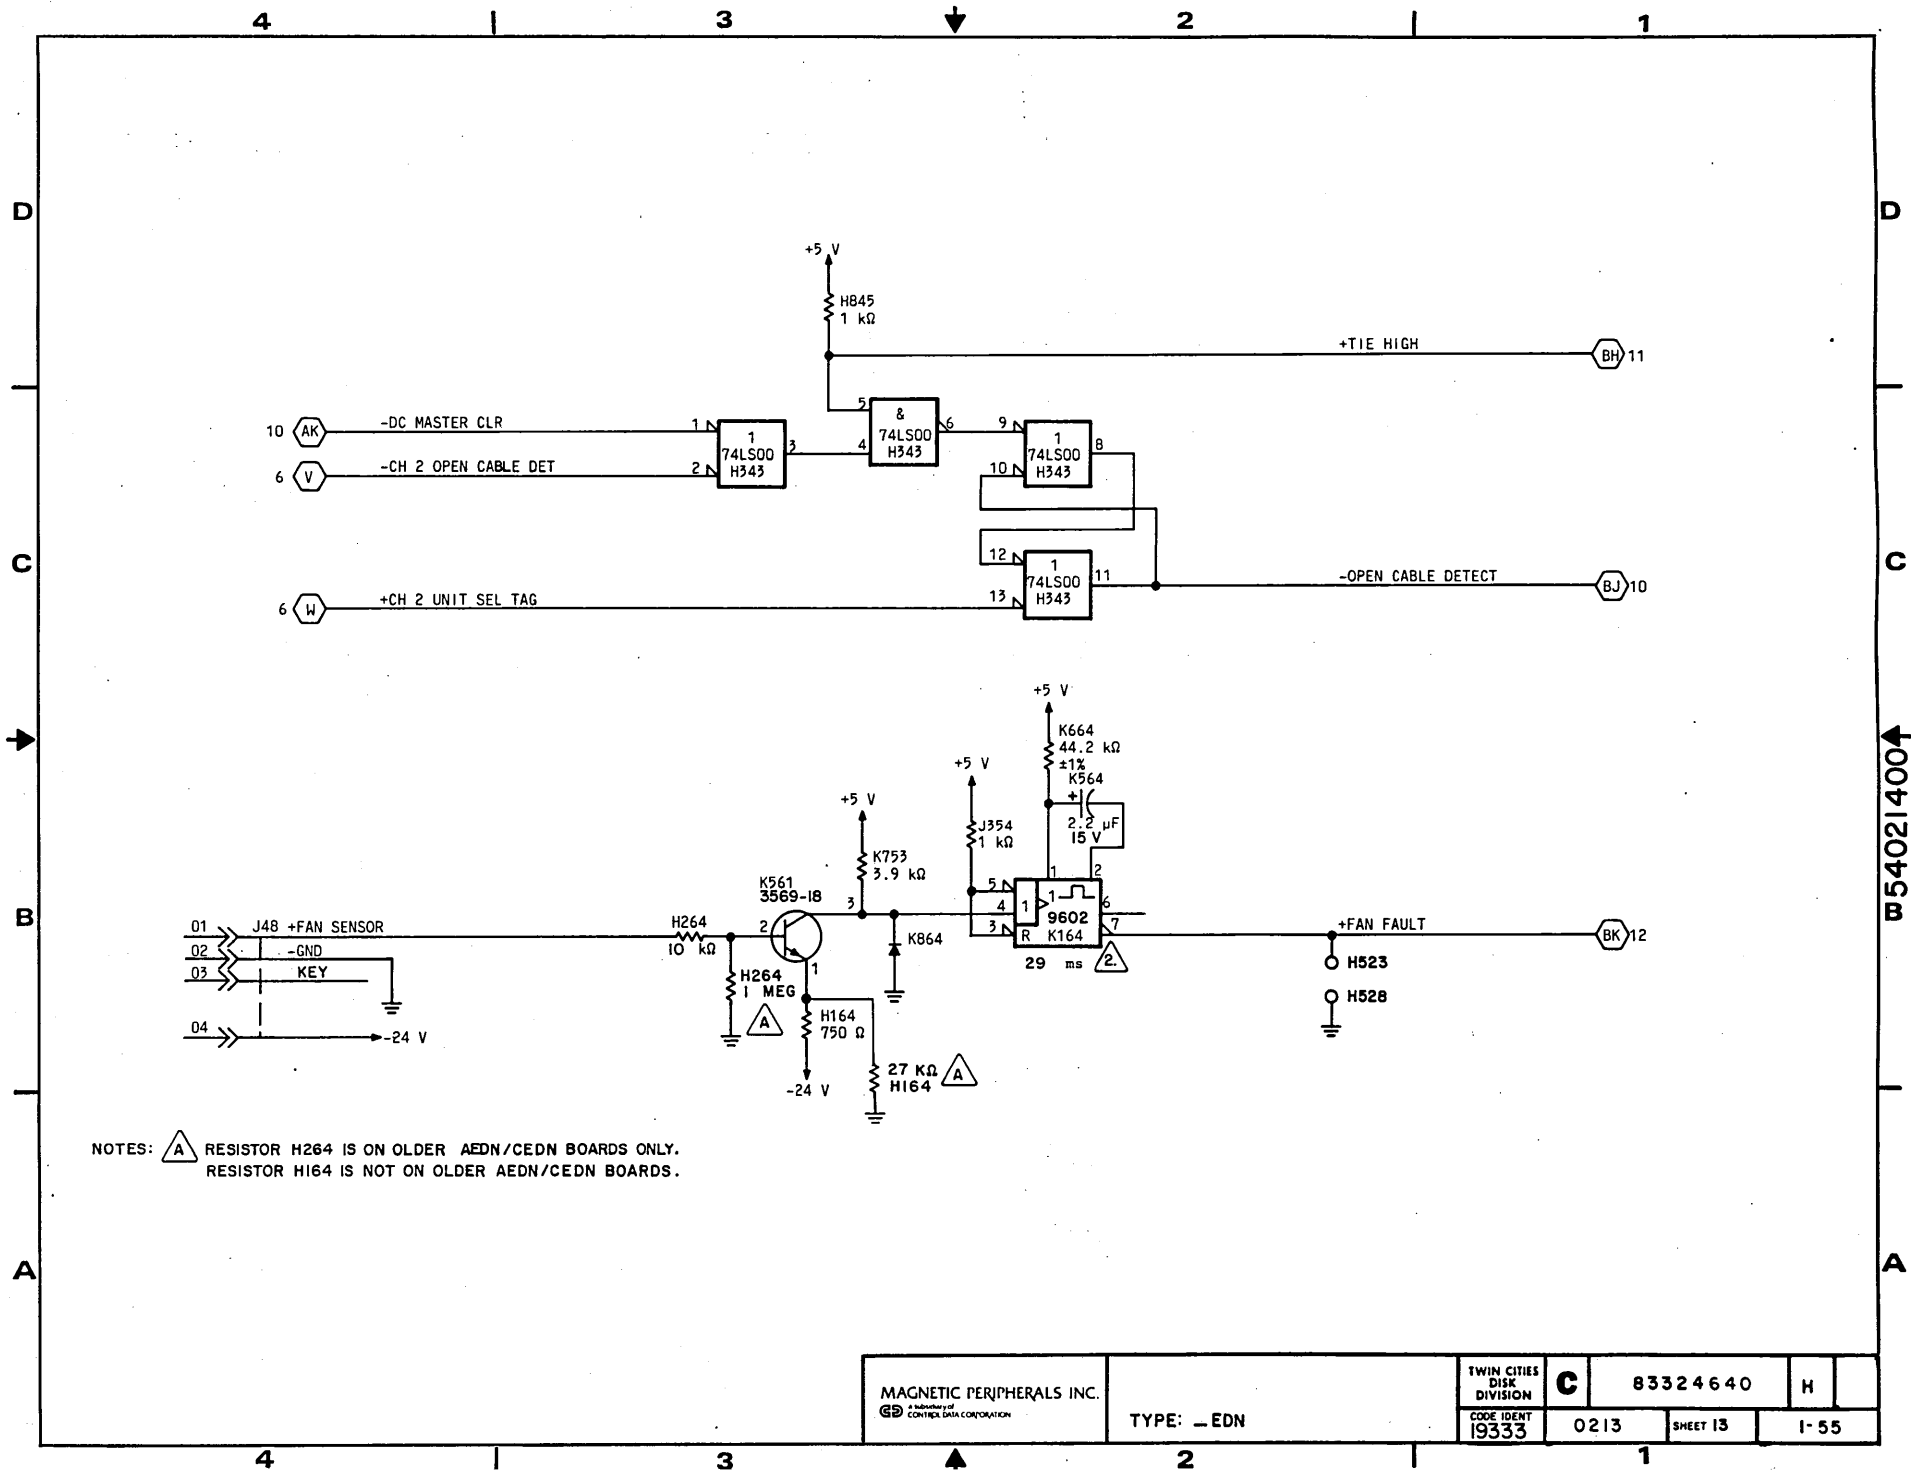 4 3 2 1
D D
+5 V
H845
1 kΩ
+TIE HIGH
BH 11
10 AK -DC MASTER CLR
6 V -CH 2 OPEN CABLE DET
1
2
1
74LS00
H343
3
5
4
&
74LS00
H343
6
9
10
1
74LS00
H343
8
12
13
1
74LS00
H343
11
C C
-OPEN CABLE DETECT
BJ 10
6 W +CH 2 UNIT SEL TAG
+5 V
K664
44.2 kΩ
±1%
K564
+
2.2 µF
15 V
+5 V
J354
1 kΩ
+5 V
K753
3.9 kΩ
K561
3569-18
3
2
1
K864
5
4
3
1
R
1
2
1
9602
K164
6
7
29 ms
2.
+FAN FAULT
BK 12
H523
H528
B B
01 J48 +FAN SENSOR
02 -GND
03 KEY
04 -24 V
H264
10 kΩ
H264
1 MEG
A
H164
750 Ω
-24 V
27 KΩ
H164
A
B 54021400
NOTES: A RESISTOR H264 IS ON OLDER AEDN/CEDN BOARDS ONLY.
RESISTOR H164 IS NOT ON OLDER AEDN/CEDN BOARDS.
A A
MAGNETIC PERIPHERALS INC.
GD a subsidiary of
CONTROL DATA CORPORATION
TYPE: _EDN
TWIN CITIES
DISK
DIVISION
C
83324640
H
CODE IDENT
19333
0213
SHEET 13
1-55
4 3 2 1